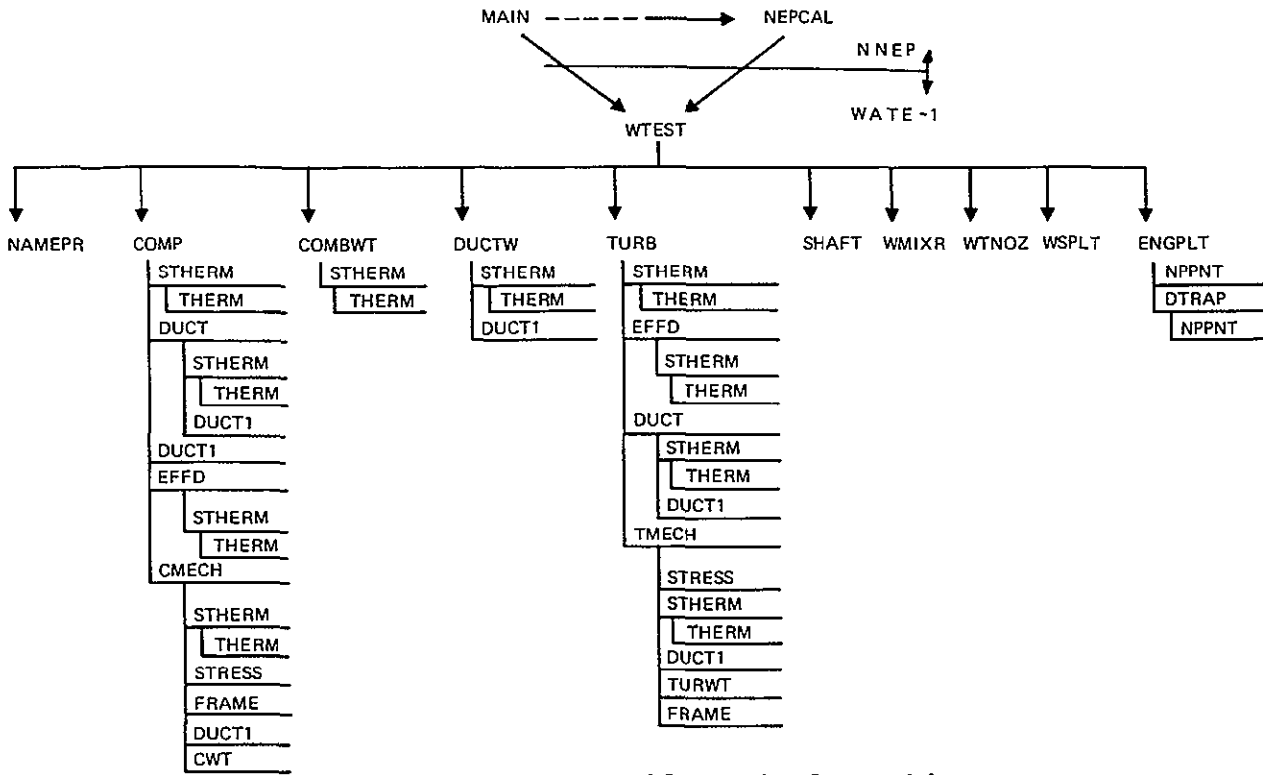 MAIN
NEPCAL
NNEP
WATE-1
WTEST
NAMEPR
COMP
COMBWT
DUCTW
TURB
SHAFT
WMIXR
WTNOZ
WSPLT
ENGPLT
STHERM
THERM
DUCT
STHERM
THERM
DUCT1
DUCT1
EFFD
STHERM
THERM
CMECH
STHERM
THERM
STRESS
FRAME
DUCT1
CWT
STHERM
THERM
STHERM
THERM
DUCT1
STHERM
THERM
EFFD
STHERM
THERM
DUCT
STHERM
THERM
DUCT1
TMECH
STRESS
STHERM
THERM
DUCT1
TURWT
FRAME
NPPNT
DTRAP
NPPNT